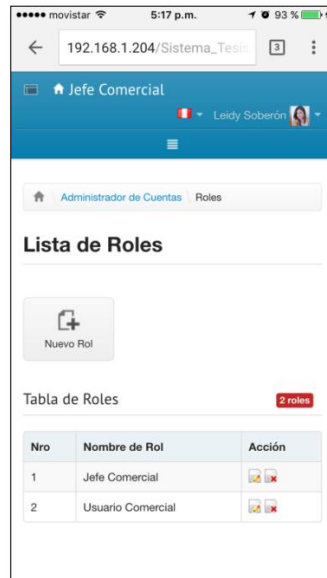 movistar 5:17 p.m. 93 %
192.168.1.204/Sistema_Tesis 3
Jefe Comercial
Leidy Soberón
Administrador de Cuentas \ Roles
Lista de Roles
Nuevo Rol
Tabla de Roles 2 roles
Nro Nombre de Rol Acción
1 Jefe Comercial
2 Usuario Comercial